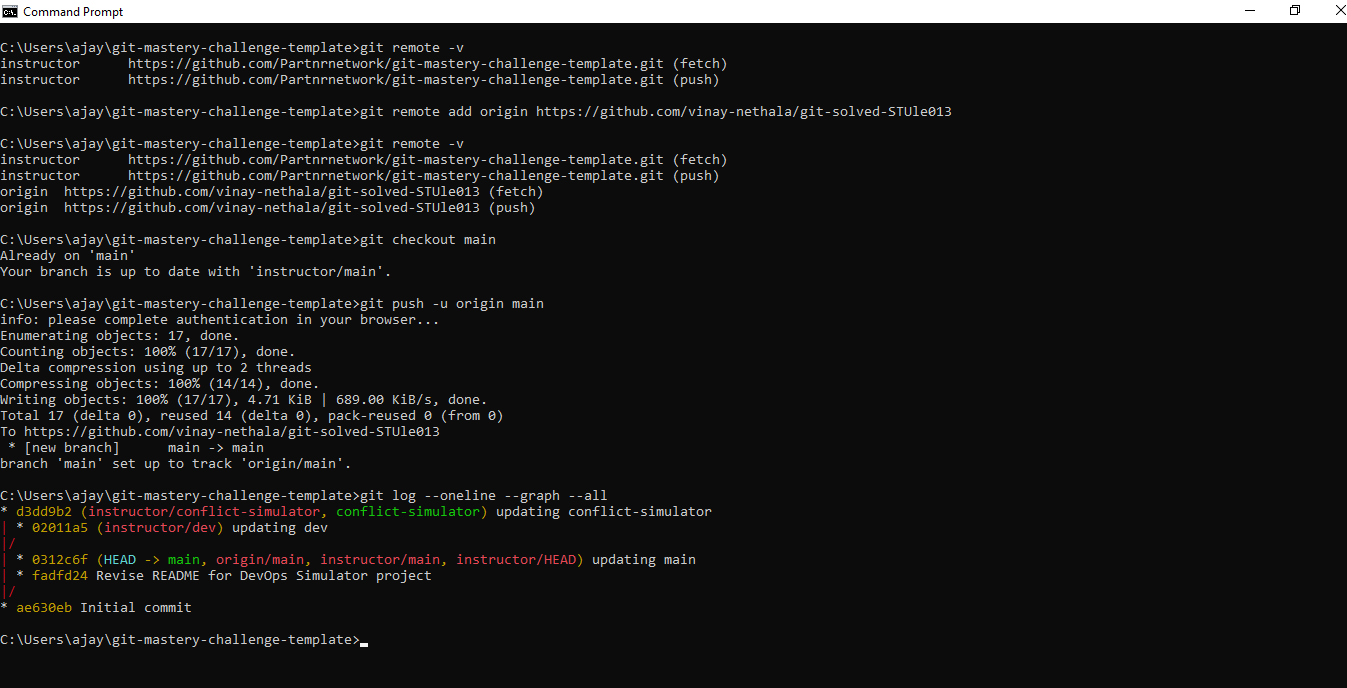 Command Prompt
C:\Users\ajay\git-mastery-challenge-template>git remote -v
instructor      https://github.com/Partnrnetwork/git-mastery-challenge-template.git (fetch)
instructor      https://github.com/Partnrnetwork/git-mastery-challenge-template.git (push)
C:\Users\ajay\git-mastery-challenge-template>git remote add origin https://github.com/vinay-nethala/git-solved-STUle013
C:\Users\ajay\git-mastery-challenge-template>git remote -v
instructor      https://github.com/Partnrnetwork/git-mastery-challenge-template.git (fetch)
instructor      https://github.com/Partnrnetwork/git-mastery-challenge-template.git (push)
origin  https://github.com/vinay-nethala/git-solved-STUle013 (fetch)
origin  https://github.com/vinay-nethala/git-solved-STUle013 (push)
C:\Users\ajay\git-mastery-challenge-template>git checkout main
Already on 'main'
Your branch is up to date with 'instructor/main'.
C:\Users\ajay\git-mastery-challenge-template>git push -u origin main
info: please complete authentication in your browser...
Enumerating objects: 17, done.
Counting objects: 100% (17/17), done.
Delta compression using up to 2 threads
Compressing objects: 100% (14/14), done.
Writing objects: 100% (17/17), 4.71 KiB | 689.00 KiB/s, done.
Total 17 (delta 0), reused 14 (delta 0), pack-reused 0 (from 0)
To https://github.com/vinay-nethala/git-solved-STUle013
 * [new branch]      main -> main
branch 'main' set up to track 'origin/main'.
C:\Users\ajay\git-mastery-challenge-template>git log --oneline --graph --all
* d3dd9b2 (instructor/conflict-simulator, conflict-simulator) updating conflict-simulator
| * 02011a5 (instructor/dev) updating dev
|/
| * 0312c6f (HEAD -> main, origin/main, instructor/main, instructor/HEAD) updating main
| * fadfd24 Revise README for DevOps Simulator project
|/
* ae630eb Initial commit
C:\Users\ajay\git-mastery-challenge-template>